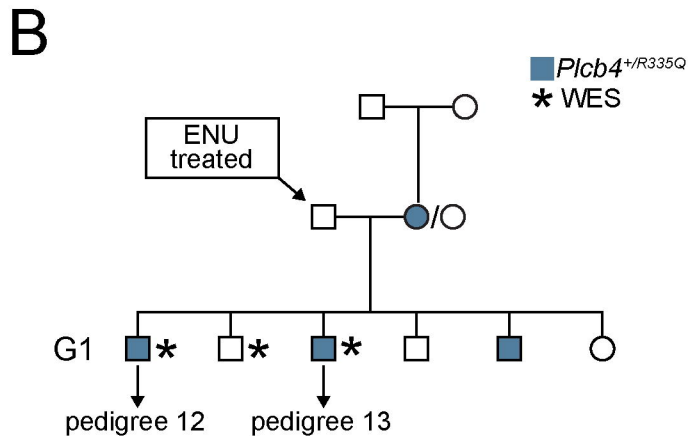 B
Plcb4+/R335Q
* WES
ENU
treated
/
G1 * * *
pedigree 12 pedigree 13